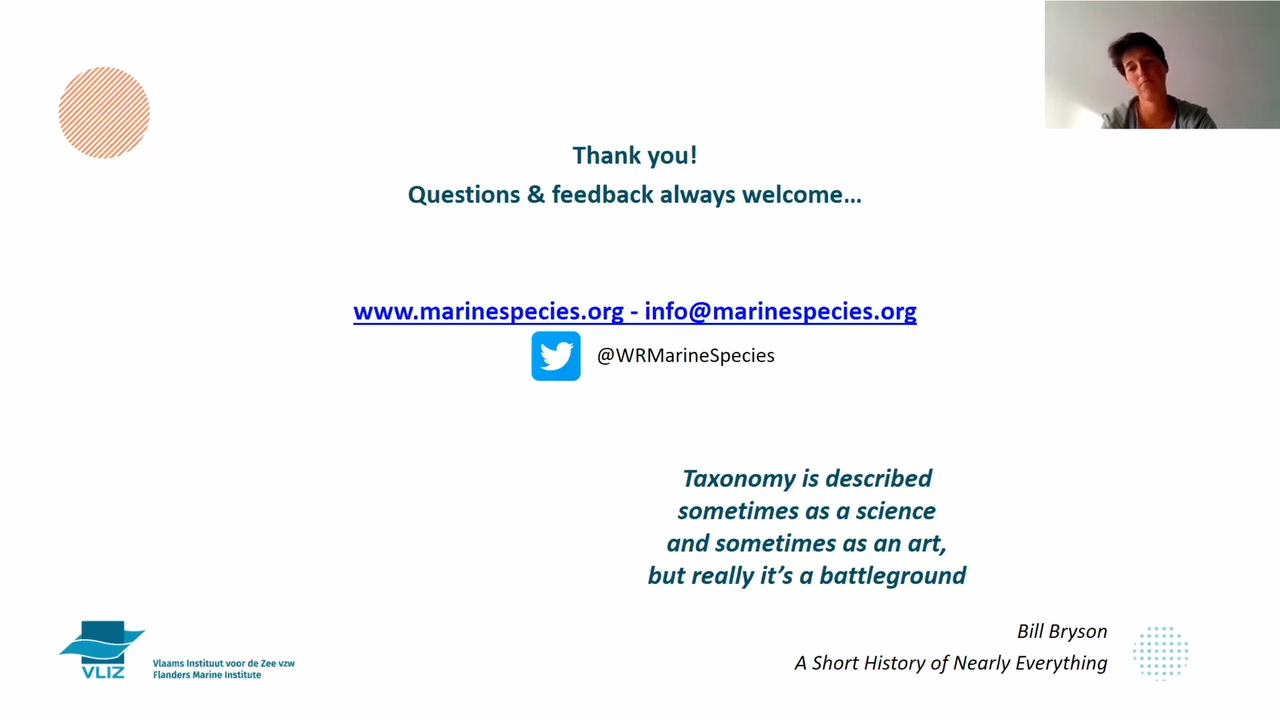 Thank you!
Questions & feedback always welcome…
www.marinespecies.org - info@marinespecies.org
@WRMarineSpecies
Taxonomy is described
sometimes as a science
and sometimes as an art,
but really it’s a battleground
Bill Bryson
A Short History of Nearly Everything
VLIZ
Vlaams Instituut voor de Zee vzw
Flanders Marine Institute